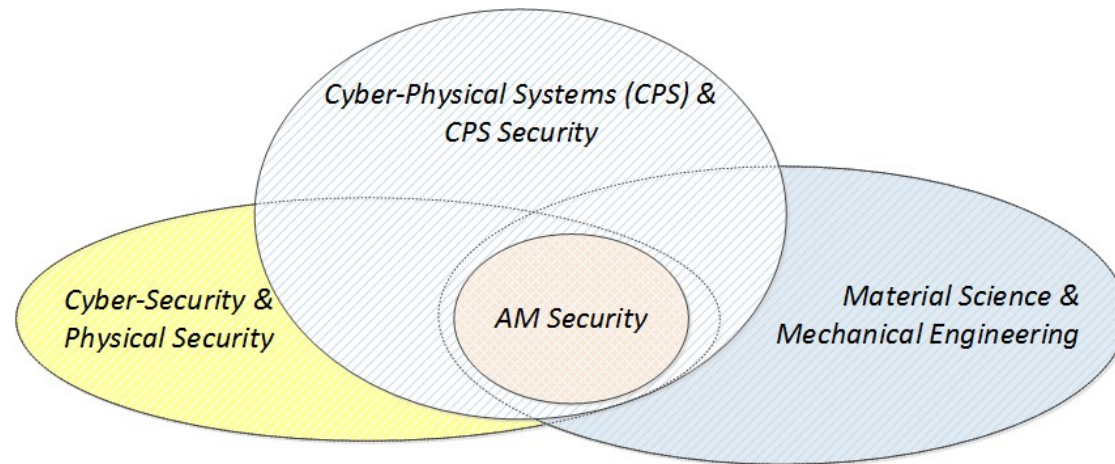 Cyber-Physical Systems (CPS) &
CPS Security
Cyber-Security &
Physical Security
AM Security
Material Science &
Mechanical Engineering